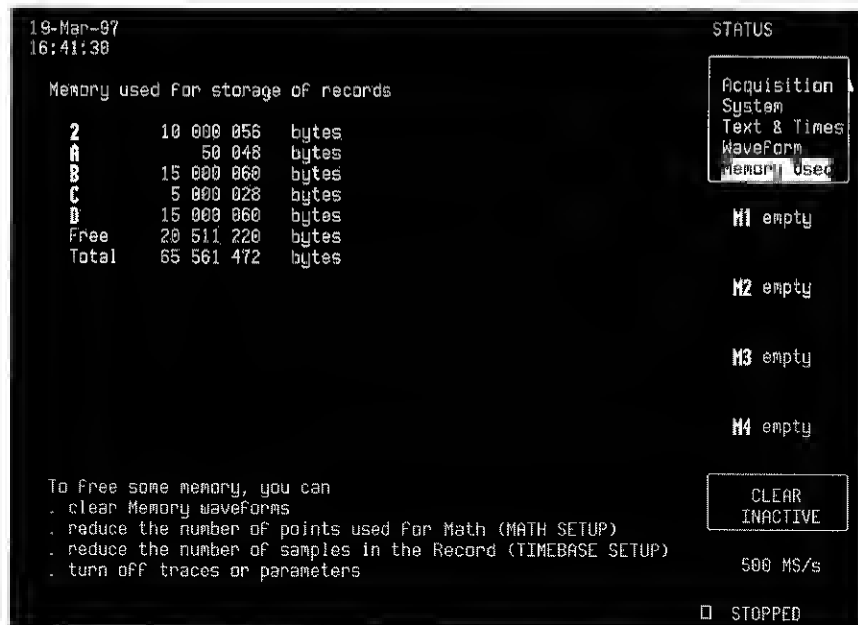 19-Mar-97
16:41:30
Memory used for storage of records
2 10 000 056 bytes
A 50 048 bytes
B 15 000 060 bytes
C 5 000 028 bytes
D 15 000 060 bytes
Free 20 511 220 bytes
Total 65 561 472 bytes
To free some memory, you can
. clear Memory waveforms
. reduce the number of points used for Math (MATH SETUP)
. reduce the number of samples in the Record (TIMEBASE SETUP)
. turn off traces or parameters
STATUS
Acquisition
System
Text & Times
Waveform
Memory Used
M1 empty
M2 empty
M3 empty
M4 empty
CLEAR
INACTIVE
500 MS/s
STOPPED